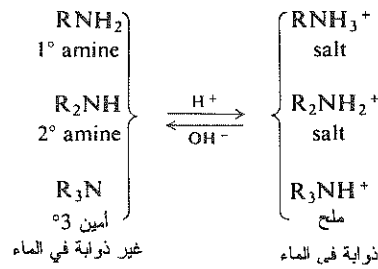 RNH₂ RNH₃⁺
1° amine salt
H⁺
R₂NH R₂NH₂⁺
OH⁻
2° amine salt
R₃N R₃NH⁺
أمين 3° ملح
غير ذوابة في الماء ذوابة في الماء